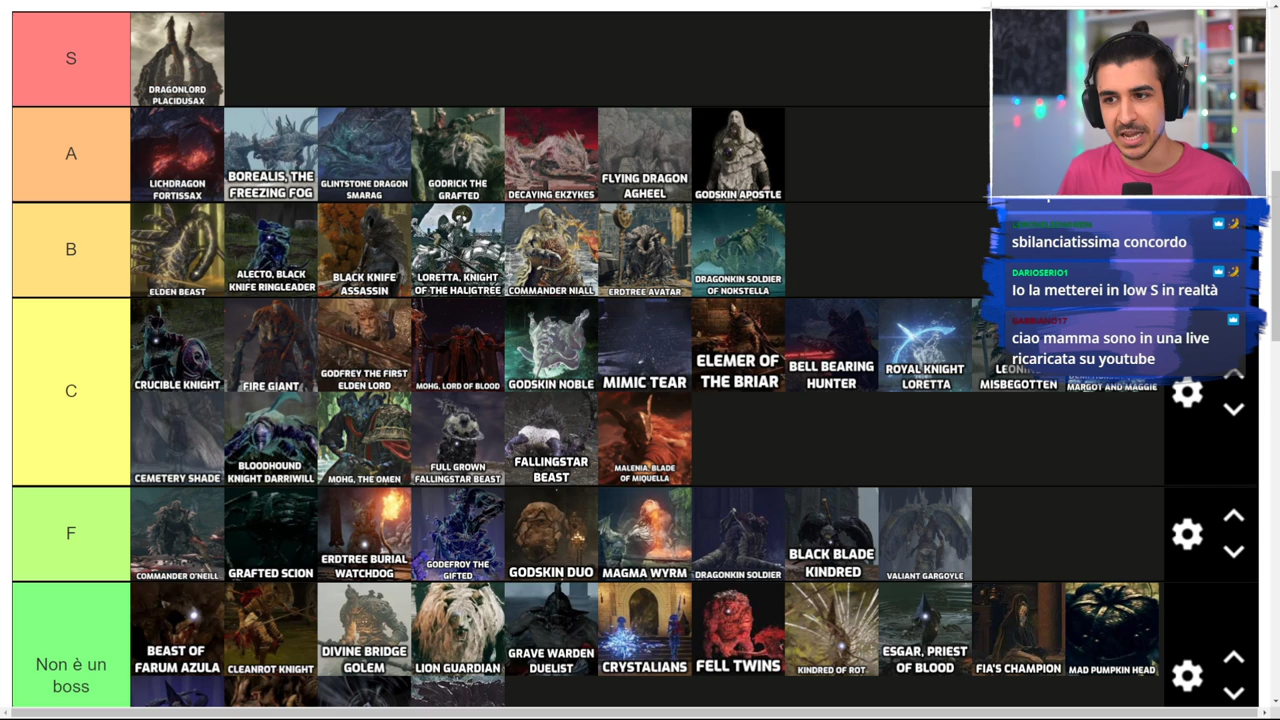 S
DRAGONLORD
PLACIDUSAX
A
LICHDRAGON
FORTISSAX
BOREALIS, THE
FREEZING FOG
GLINTSTONE DRAGON
SMARAG
GODRICK THE
GRAFTED
DECAYING EKZYKES
FLYING DRAGON
AGHEEL
GODSKIN APOSTLE
B
ELDEN BEAST
ALECTO, BLACK
KNIFE RINGLEADER
BLACK KNIFE
ASSASSIN
LORETTA, KNIGHT
OF THE HALIGTREE
COMMANDER NIALL
ERDTREE AVATAR
DRAGONKIN SOLDIER
OF NOKSTELLA
sbilanciatissima concordo
DARIOSERIO1
Io la metterei in low S in realtà
ciao mamma sono in una live
ricaricata su youtube
C
CRUCIBLE KNIGHT
FIRE GIANT
GODFREY THE FIRST
ELDEN LORD
MOHG, LORD OF BLOOD
GODSKIN NOBLE
MIMIC TEAR
ELEMER OF
THE BRIAR
BELL BEARING
HUNTER
ROYAL KNIGHT
LORETTA
MISBEGOTTEN
MARGOT AND MAGGIE
CEMETERY SHADE
BLOODHOUND
KNIGHT DARRIWILL
MOHG, THE OMEN
FULL GROWN
FALLINGSTAR BEAST
FALLINGSTAR
BEAST
MALENIA, BLADE
OF MIQUELLA
F
COMMANDER O'NEILL
GRAFTED SCION
ERDTREE BURIAL
WATCHDOG
GODEFROY THE
GIFTED
GODSKIN DUO
MAGMA WYRM
DRAGONKIN SOLDIER
BLACK BLADE
KINDRED
VALIANT GARGOYLE
Non è un
boss
BEAST OF
FARUM AZULA
CLEANROT KNIGHT
DIVINE BRIDGE
GOLEM
LION GUARDIAN
GRAVE WARDEN
DUELIST
CRYSTALIANS
FELL TWINS
KINDRED OF ROT
ESGAR, PRIEST
OF BLOOD
FIA'S CHAMPION
MAD PUMPKIN HEAD